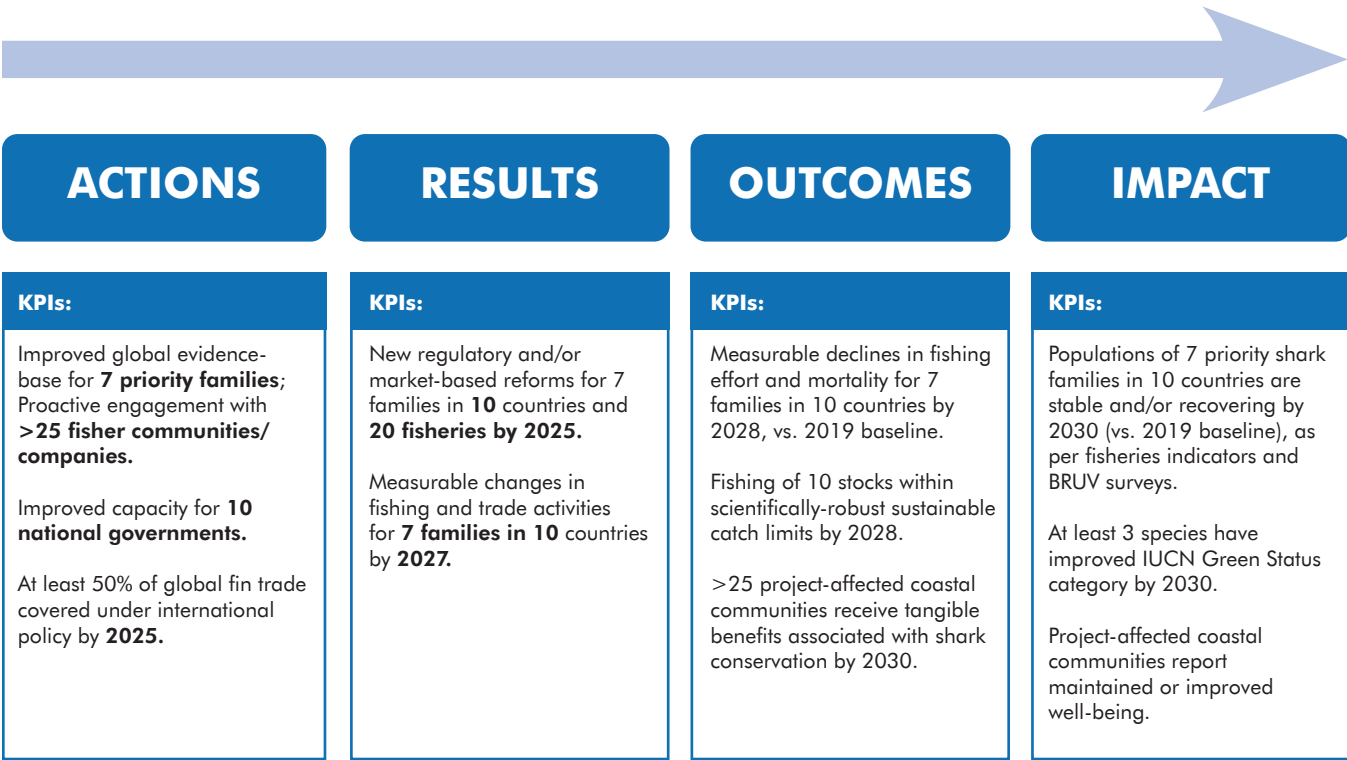 ACTIONS
RESULTS
OUTCOMES
IMPACT
KPIs:
Improved global evidence-
base for 7 priority families;
Proactive engagement with
>25 fisher communities/
companies.
Improved capacity for 10
national governments.
At least 50% of global fin trade
covered under international
policy by 2025.
KPIs:
New regulatory and/or
market-based reforms for 7
families in 10 countries and
20 fisheries by 2025.
Measurable changes in
fishing and trade activities
for 7 families in 10 countries
by 2027.
KPIs:
Measurable declines in fishing
effort and mortality for 7
families in 10 countries by
2028, vs. 2019 baseline.
Fishing of 10 stocks within
scientifically-robust sustainable
catch limits by 2028.
>25 project-affected coastal
communities receive tangible
benefits associated with shark
conservation by 2030.
KPIs:
Populations of 7 priority shark
families in 10 countries are
stable and/or recovering by
2030 (vs. 2019 baseline), as
per fisheries indicators and
BRUV surveys.
At least 3 species have
improved IUCN Green Status
category by 2030.
Project-affected coastal
communities report
maintained or improved
well-being.